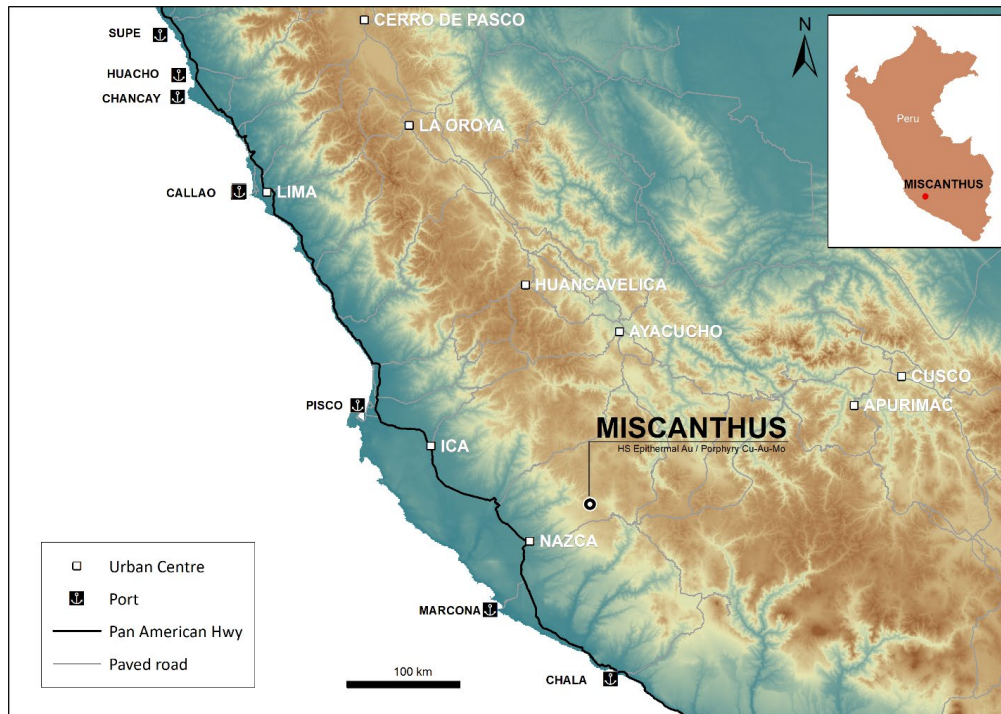 CERRO DE PASCO
SUPE
HUACHO
CHANCAY
LA OROYA
CALLAO
LIMA
HUANCAVELICA
AYACUCHO
CUSCO
APURIMAC
PISCO
MISCANTHUS
HS Epithermal Au / Porphyry Cu-Au-Mo
ICA
NAZCA
MARCONA
CHALA
N
Peru
MISCANTHUS
Urban Centre
Port
Pan American Hwy
Paved road
100 km